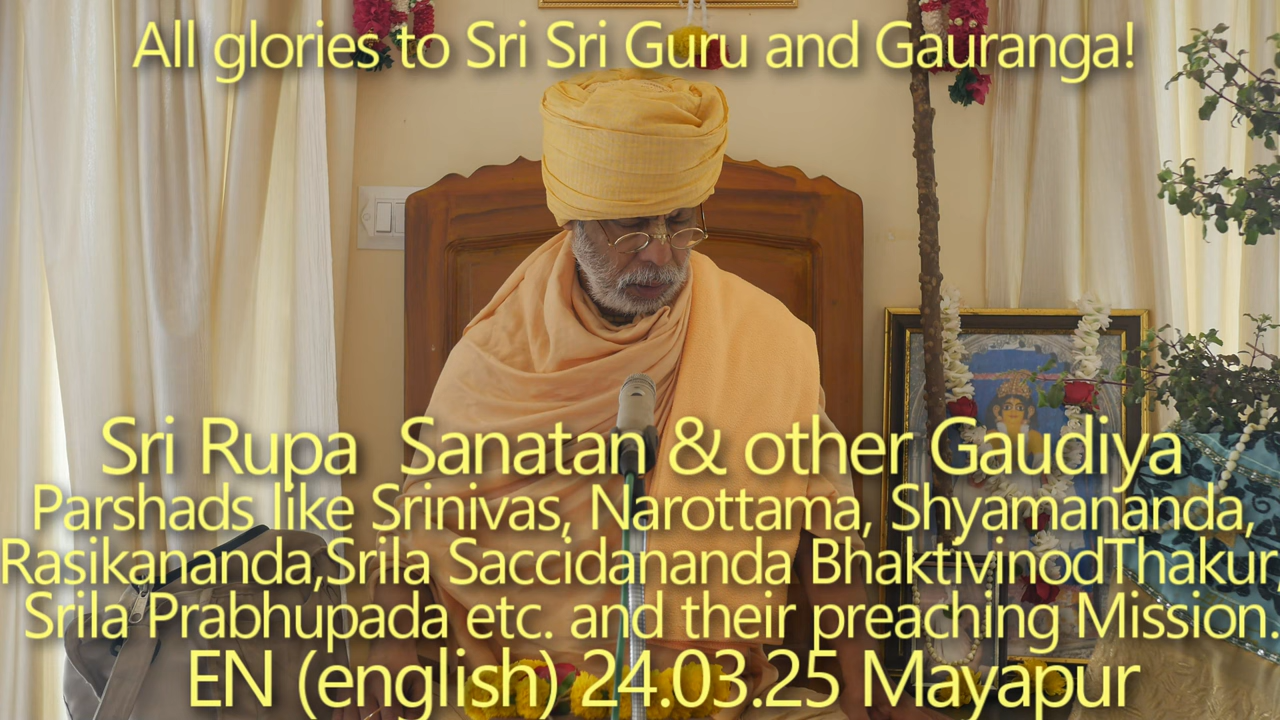 All glories to Sri Sri Guru and Gauranga!
Sri Rupa Sanatan & other Gaudiya
Parshads like Srinivas, Narottama, Shyamananda,
Rasikananda,Srila Saccidananda BhaktivinodThakur
Srila Prabhupada etc. and their preaching Mission.
EN (english) 24.03.25 Mayapur